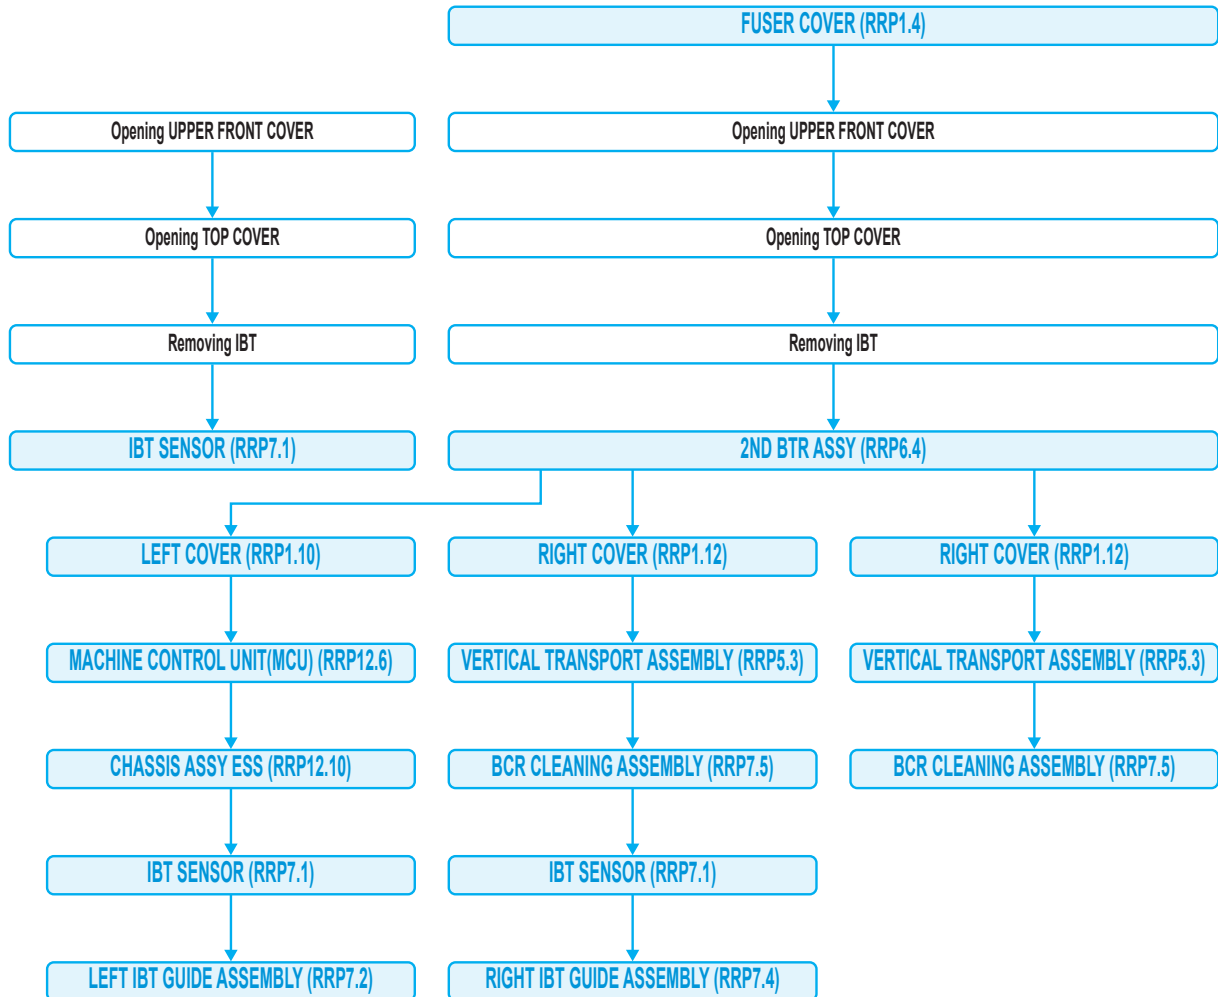 FUSER COVER (RRP1.4)
Opening UPPER FRONT COVER
Opening UPPER FRONT COVER
Opening TOP COVER
Opening TOP COVER
Removing IBT
Removing IBT
IBT SENSOR (RRP7.1)
2ND BTR ASSY (RRP6.4)
LEFT COVER (RRP1.10)
RIGHT COVER (RRP1.12)
RIGHT COVER (RRP1.12)
MACHINE CONTROL UNIT(MCU) (RRP12.6)
VERTICAL TRANSPORT ASSEMBLY (RRP5.3)
VERTICAL TRANSPORT ASSEMBLY (RRP5.3)
CHASSIS ASSY ESS (RRP12.10)
BCR CLEANING ASSEMBLY (RRP7.5)
BCR CLEANING ASSEMBLY (RRP7.5)
IBT SENSOR (RRP7.1)
IBT SENSOR (RRP7.1)
LEFT IBT GUIDE ASSEMBLY (RRP7.2)
RIGHT IBT GUIDE ASSEMBLY (RRP7.4)